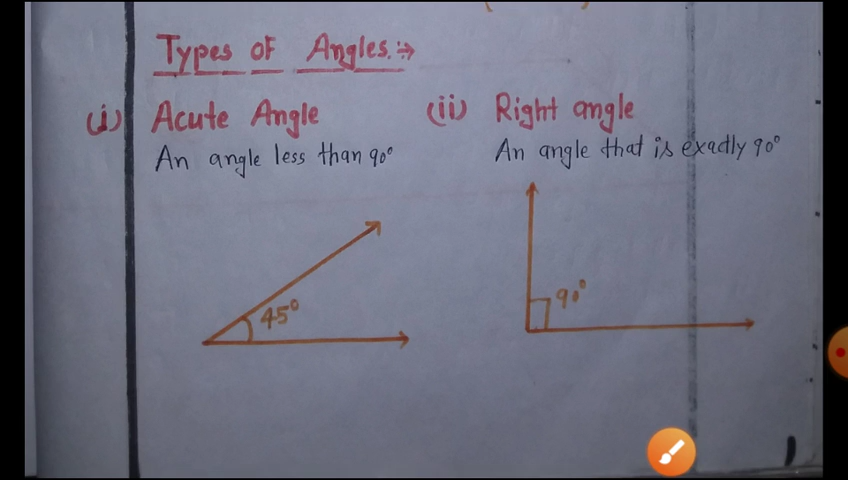 Types of Angles:→
(i) Acute Angle
An angle less than 90°
45°
(ii) Right angle
An angle that is exactly 90°
90°